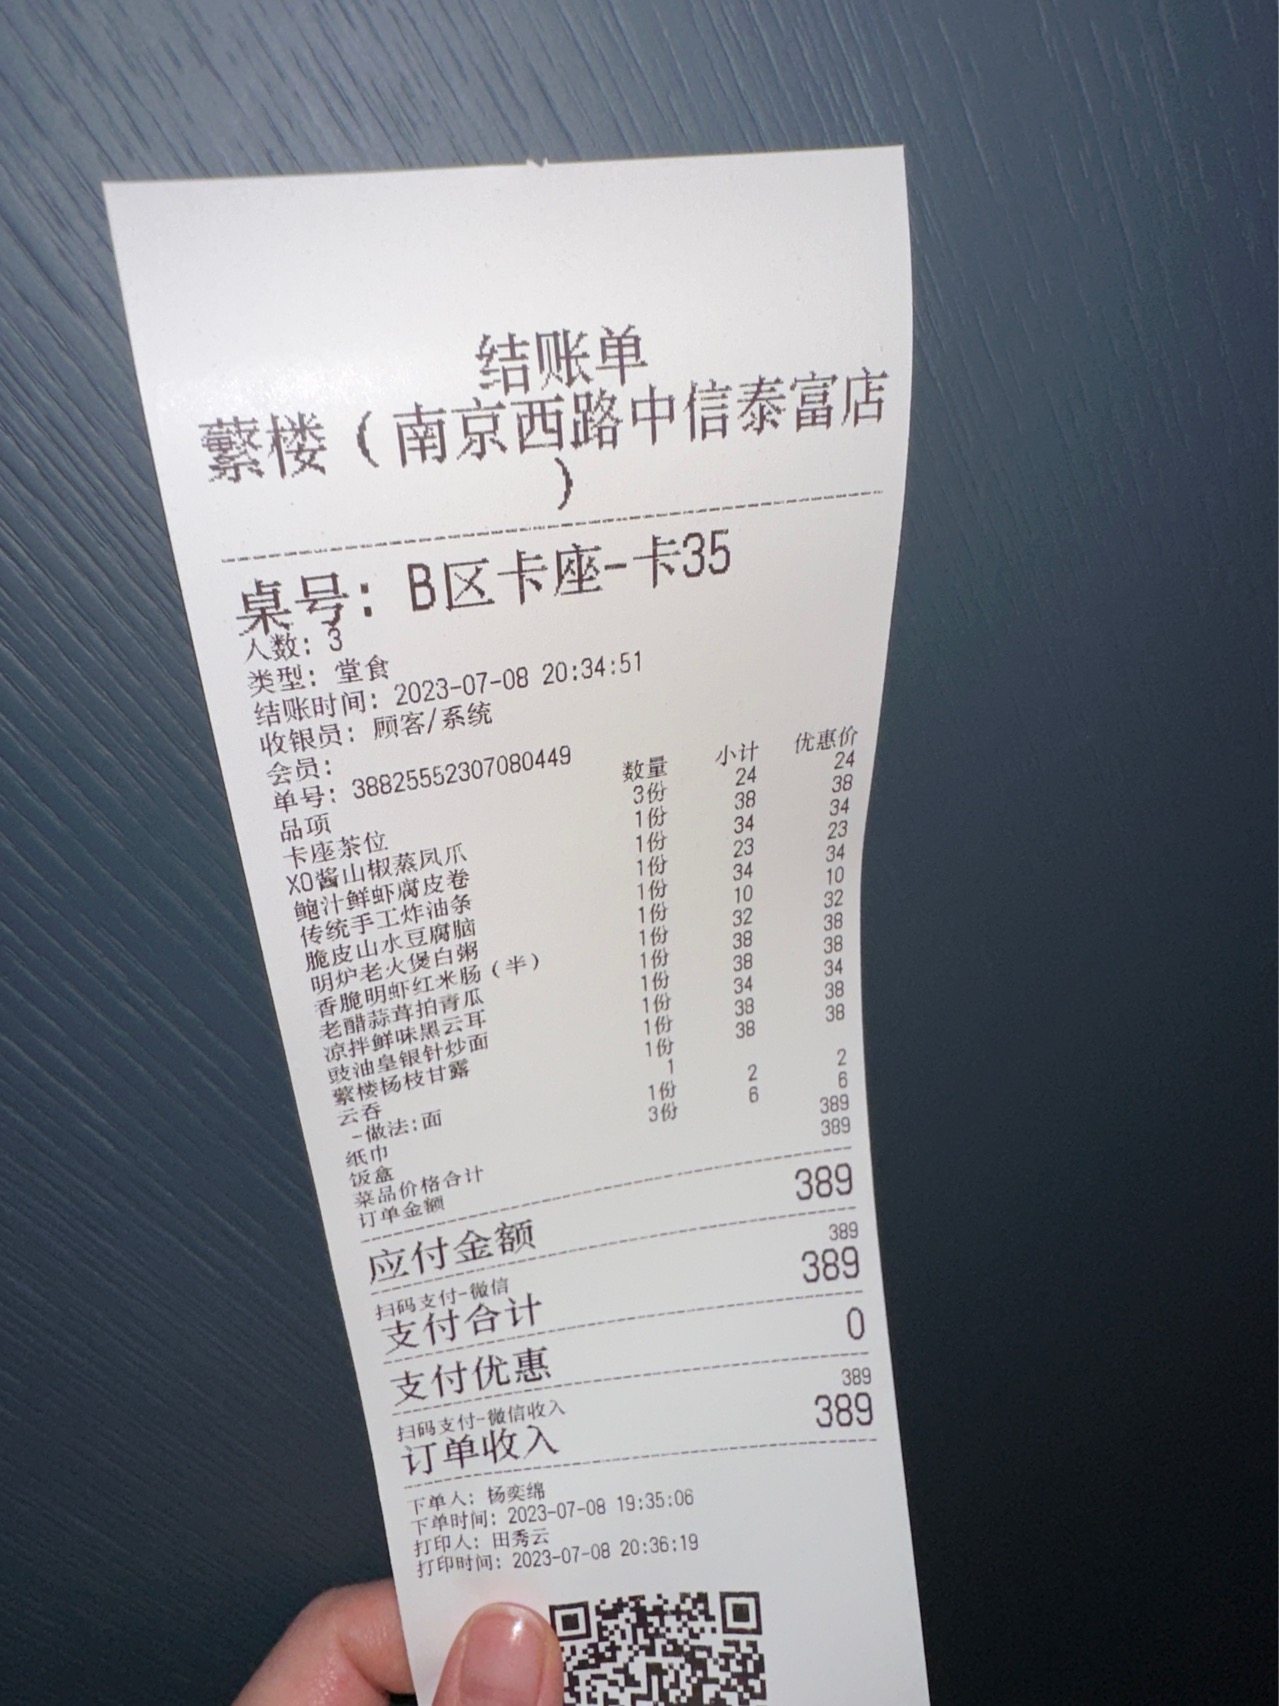 结账单
蘩楼（南京西路中信泰富店
）
桌号: B区卡座-卡35
人数: 3
类型: 堂食
结账时间: 2023-07-08 20:34:51
收银员: 顾客/系统
会员:
单号: 38825552307080449
品项 数量 小计 优惠价
卡座茶位 3份 24 24
XO酱山椒蒸凤爪 1份 38 38
鲍汁鲜虾腐皮卷 1份 34 34
传统手工炸油条 1份 23 23
脆皮山水豆腐脑 1份 34 34
明炉老火煲白粥 1份 10 10
香脆明虾红米肠（半） 1份 32 32
老醋蒜茸拍青瓜 1份 38 38
凉拌鲜味黑云耳 1份 38 38
豉油皇银针炒面 1份 34 34
蘩楼杨枝甘露 1份 38 38
云吞 1份 38 38
-做法:面 1
纸巾 1份 2 2
饭盒 3份 6 6
菜品价格合计 389
订单金额 389
应付金额 389
扫码支付-微信 389
支付合计 389
支付优惠 0
扫码支付-微信收入 389
订单收入 389
下单人: 杨奕绵
下单时间: 2023-07-08 19:35:06
打印人: 田秀云
打印时间: 2023-07-08 20:36:19